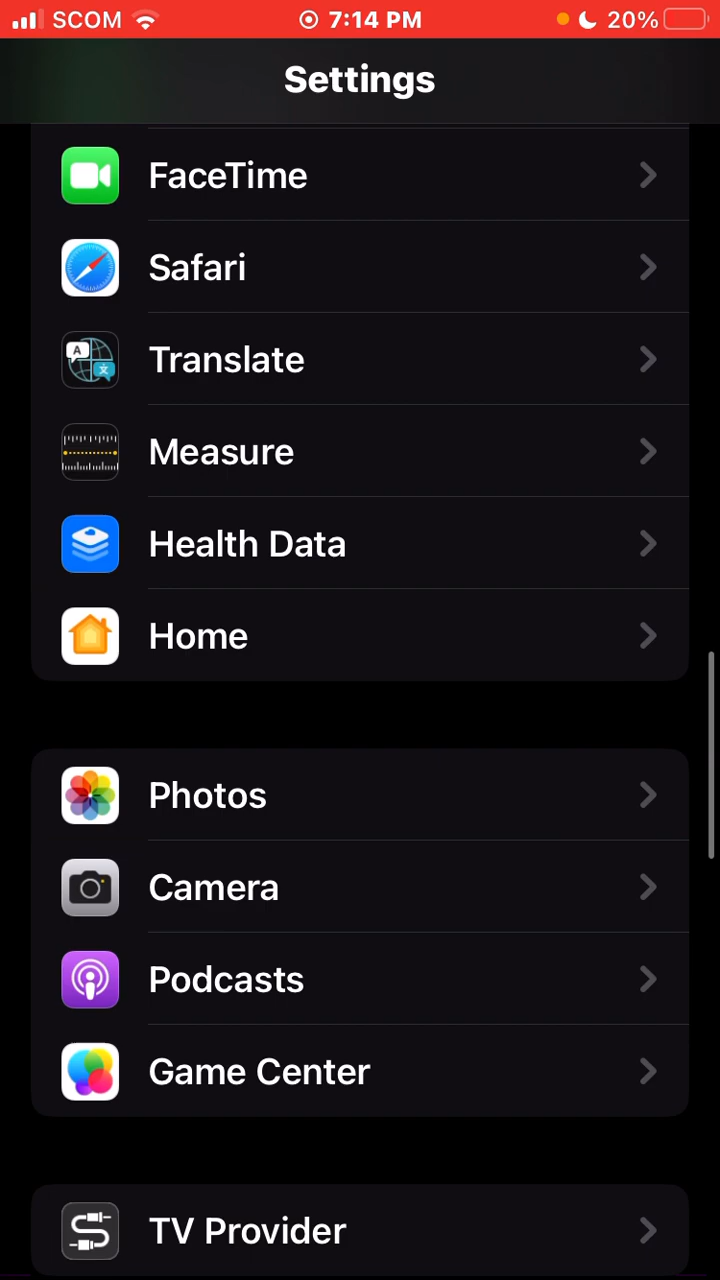 SCOM 7:14 PM 20%
Settings
FaceTime
Safari
A 文 Translate
Measure
Health Data
Home
Photos
Camera
Podcasts
Game Center
TV Provider